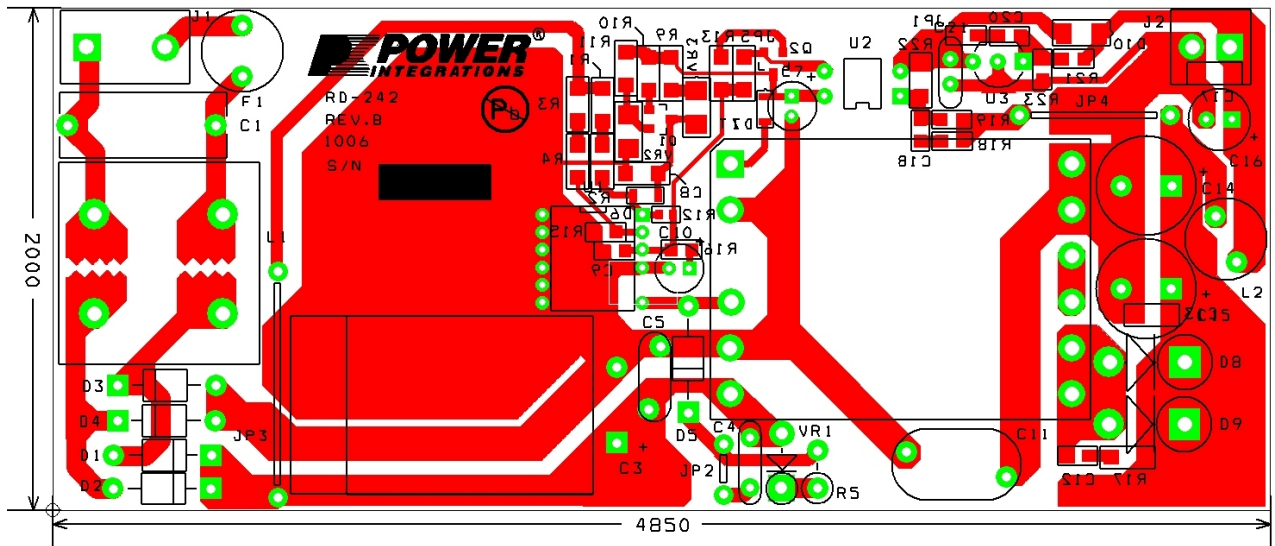 J1
F1
C1
POWER®
INTEGRATIONS
RD-242
REV.B
1006
S/N
Pb
R10
R11
R1
R9
VR3
R13
JP5
Q2
C7
+
U2
JP1
R22
C21
C20
D10
J2
R21
R23
U3
JP4
C17
R3
Q1
VR2
R4
R2
C8
D6
R12
R15
C10
R16
+
C9
R19
R18
C18
C16
+
C14
+
L1
L2
C15
+
2000
C5
D3
D4
D1
D2
JP3
C3
+
D5
C4
JP2
VR1
R5
C11
D8
D9
C12
R17
4850